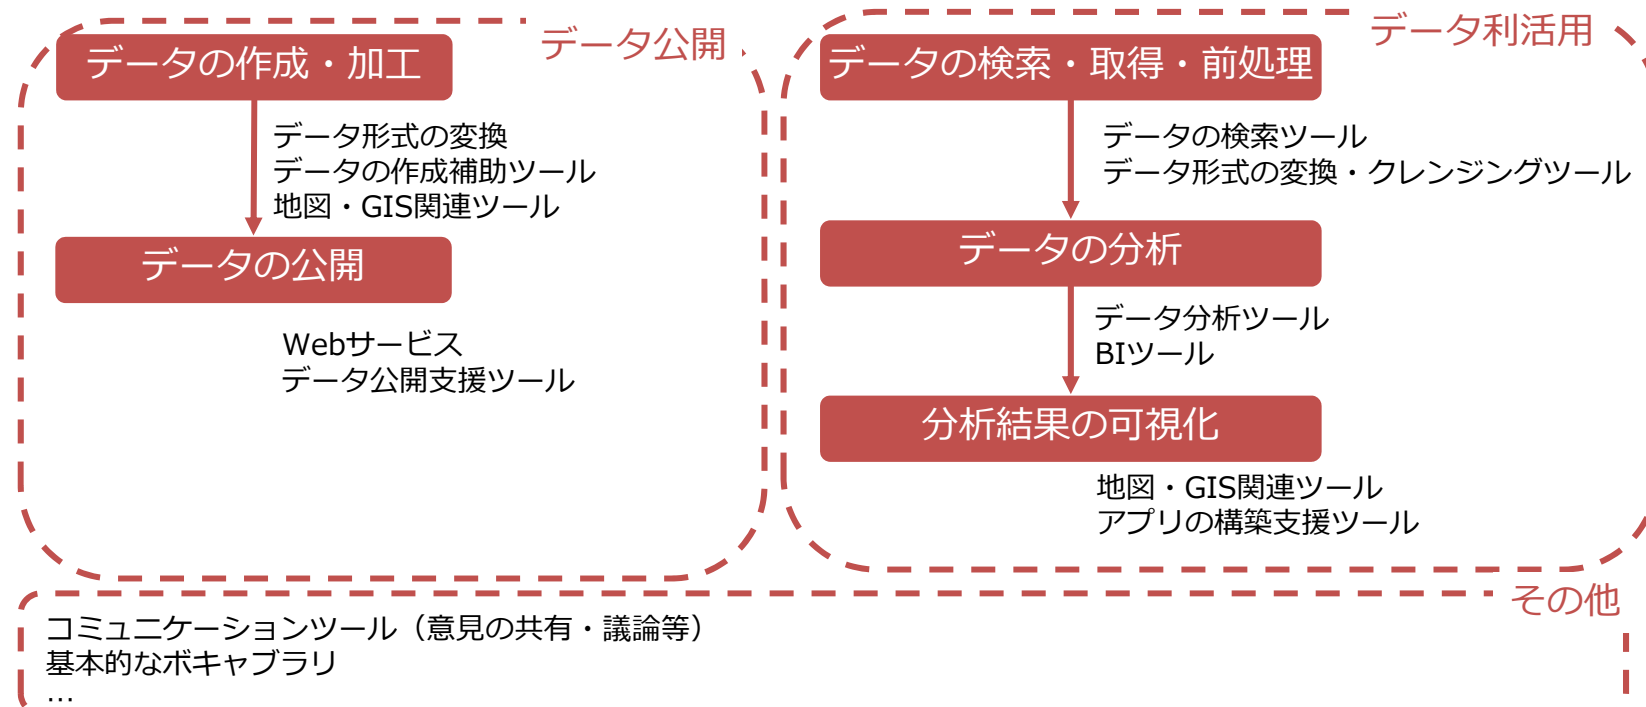 データ公開
データの作成・加工
データ形式の変換
データの作成補助ツール
地図・GIS関連ツール
データの公開
Webサービス
データ公開支援ツール
データ利活用
データの検索・取得・前処理
データの検索ツール
データ形式の変換・クレンジングツール
データの分析
データ分析ツール
BIツール
分析結果の可視化
地図・GIS関連ツール
アプリの構築支援ツール
その他
コミュニケーションツール（意見の共有・議論等）
基本的なボキャブラリ
…